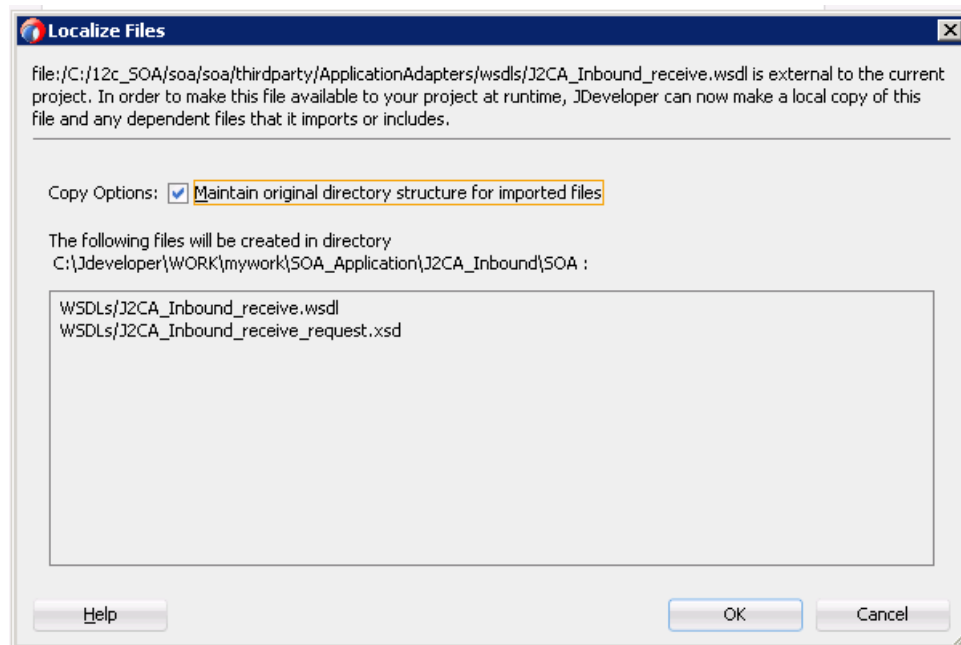 Localize Files
file:/C:/12c_SOA/soa/soa/thirdparty/ApplicationAdapters/wsdls/J2CA_Inbound_receive.wsdl is external to the current
project. In order to make this file available to your project at runtime, JDeveloper can now make a local copy of this
file and any dependent files that it imports or includes.
Copy Options: Maintain original directory structure for imported files
The following files will be created in directory
C:\Jdeveloper\WORK\mywork\SOA_Application\J2CA_Inbound\SOA :
WSDLs/J2CA_Inbound_receive.wsdl
WSDLs/J2CA_Inbound_receive_request.xsd
Help OK Cancel